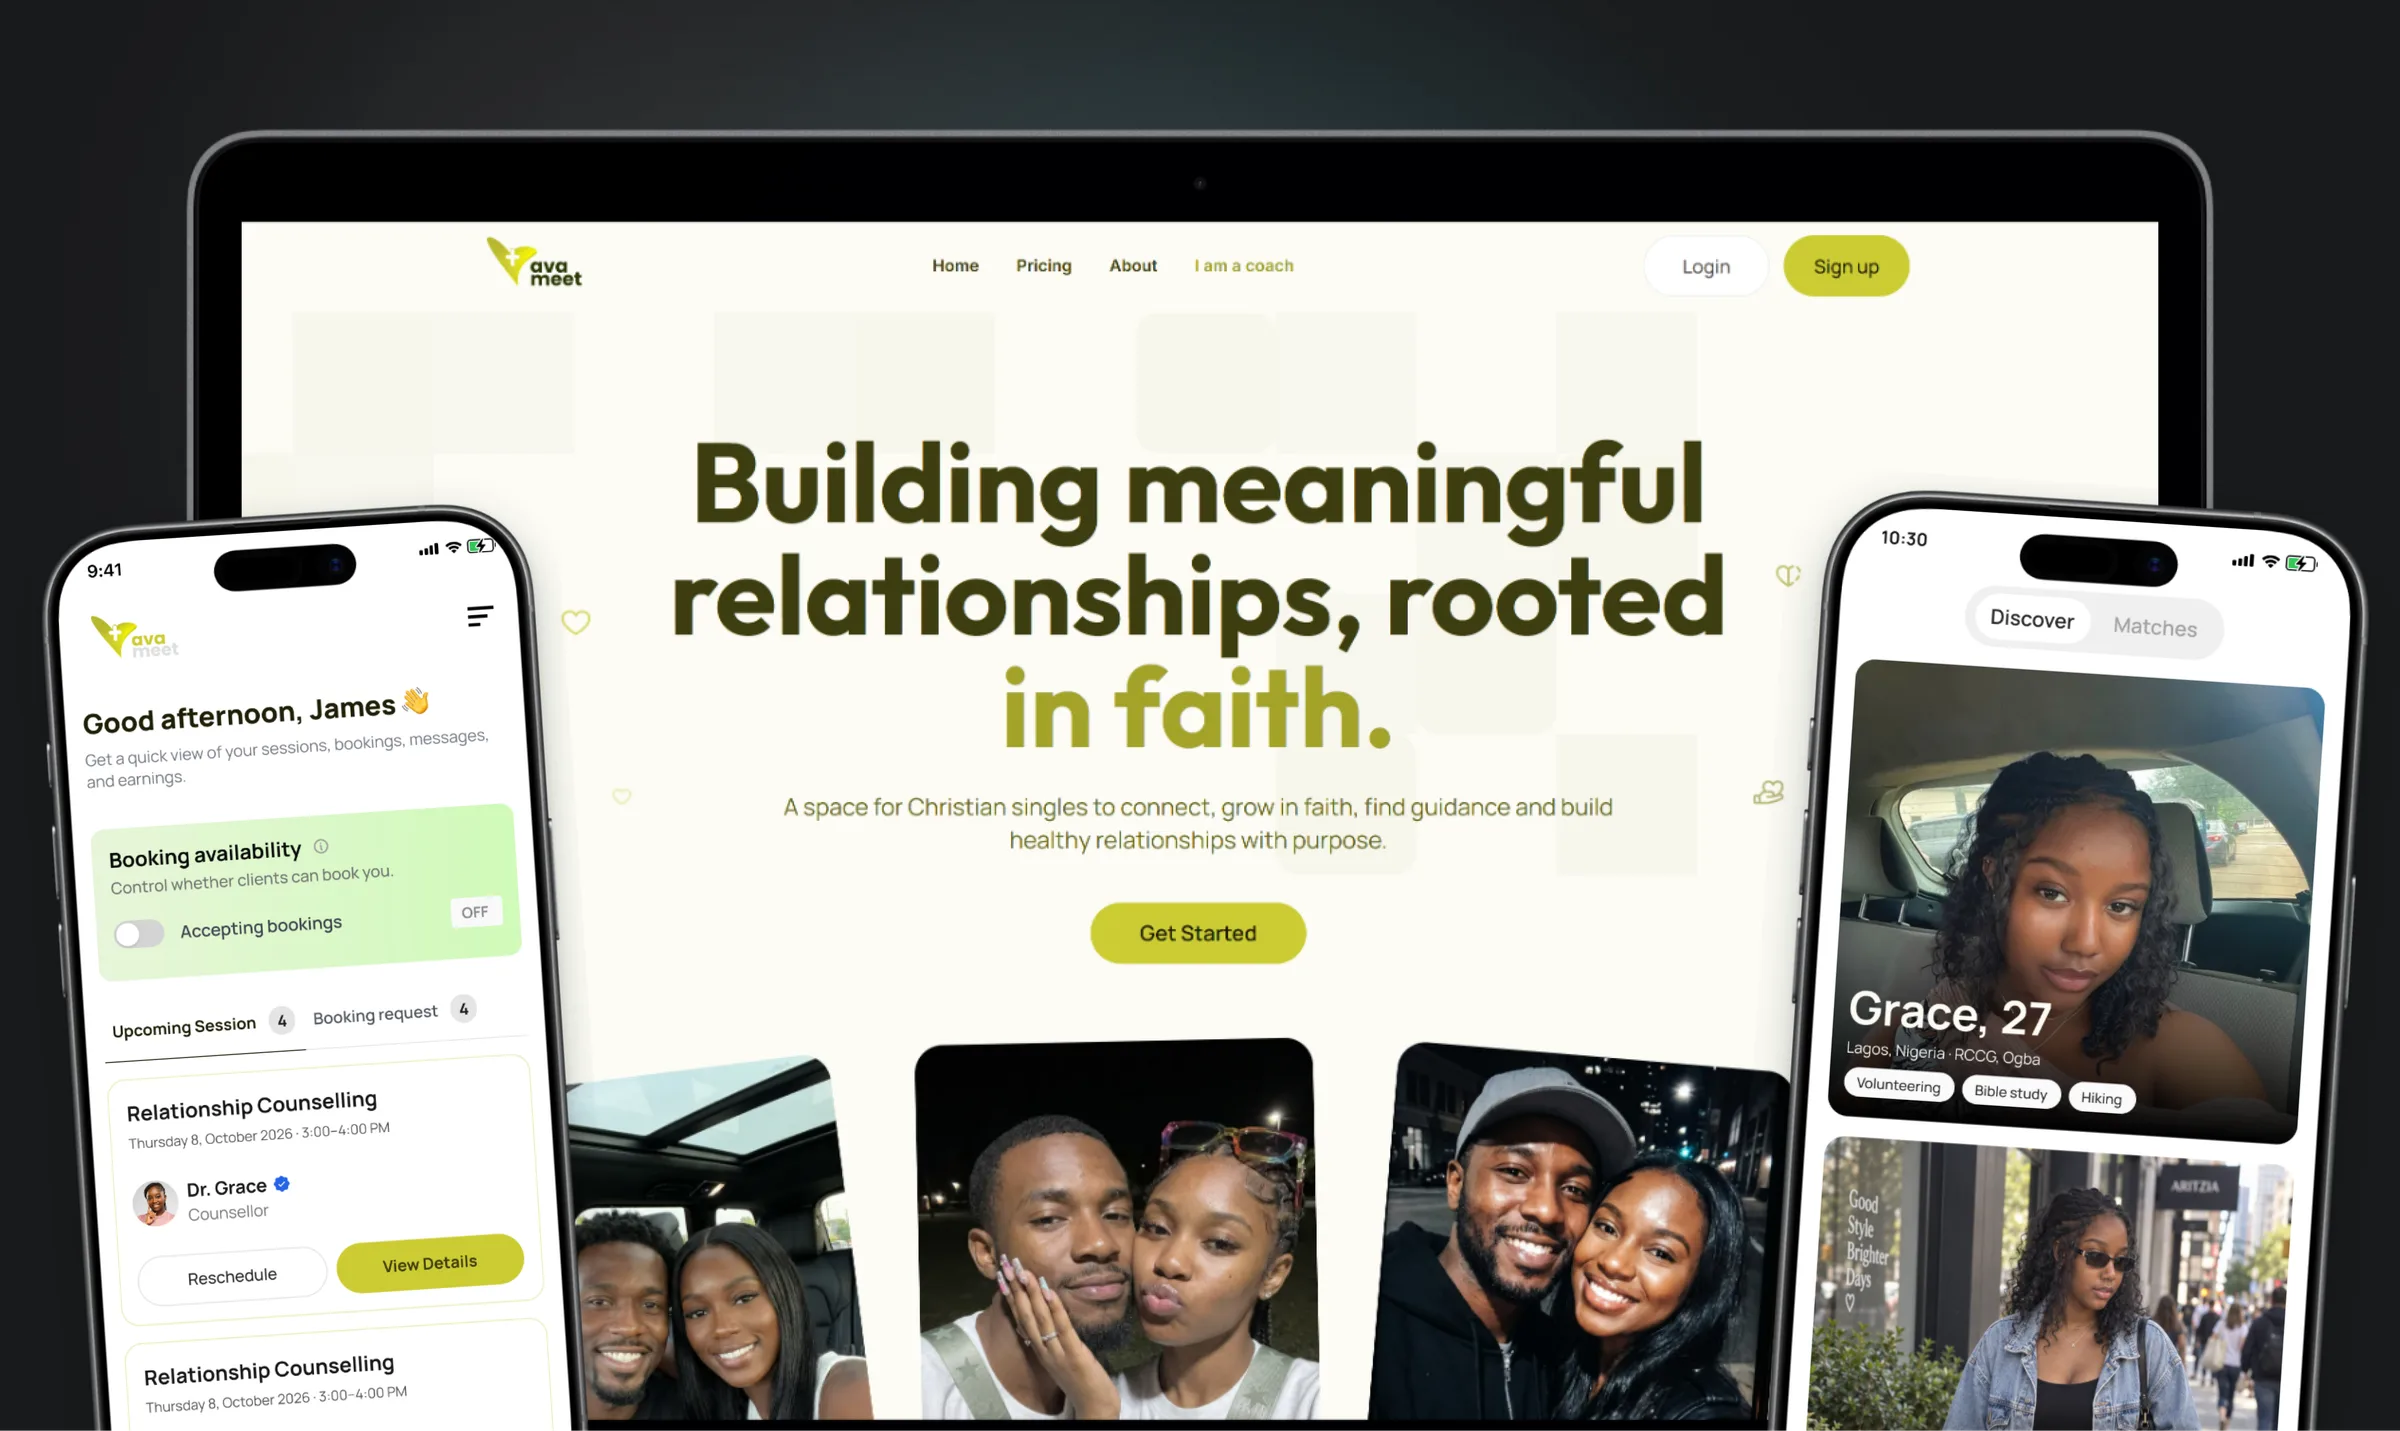 ava
meet
Home
Pricing
About
I am a coach
Login
Sign up
Building meaningful
relationships, rooted
in faith.
A space for Christian singles to connect, grow in faith, find guidance and build
healthy relationships with purpose.
Get Started
9:41
ava
meet
Good afternoon, James 👋
Get a quick view of your sessions, bookings, messages,
and earnings.
Booking availability
Control whether clients can book you.
Accepting bookings
OFF
Upcoming Session 4
Booking request 4
Relationship Counselling
Thursday 8, October 2026 · 3:00–4:00 PM
Dr. Grace
Counsellor
Reschedule
View Details
Relationship Counselling
Thursday 8, October 2026 · 3:00–4:00 PM
10:30
Discover
Matches
Grace, 27
Lagos, Nigeria · RCCG, Ogba
Volunteering
Bible study
Hiking
Good
Style
Brighter
Days
ARITZIA